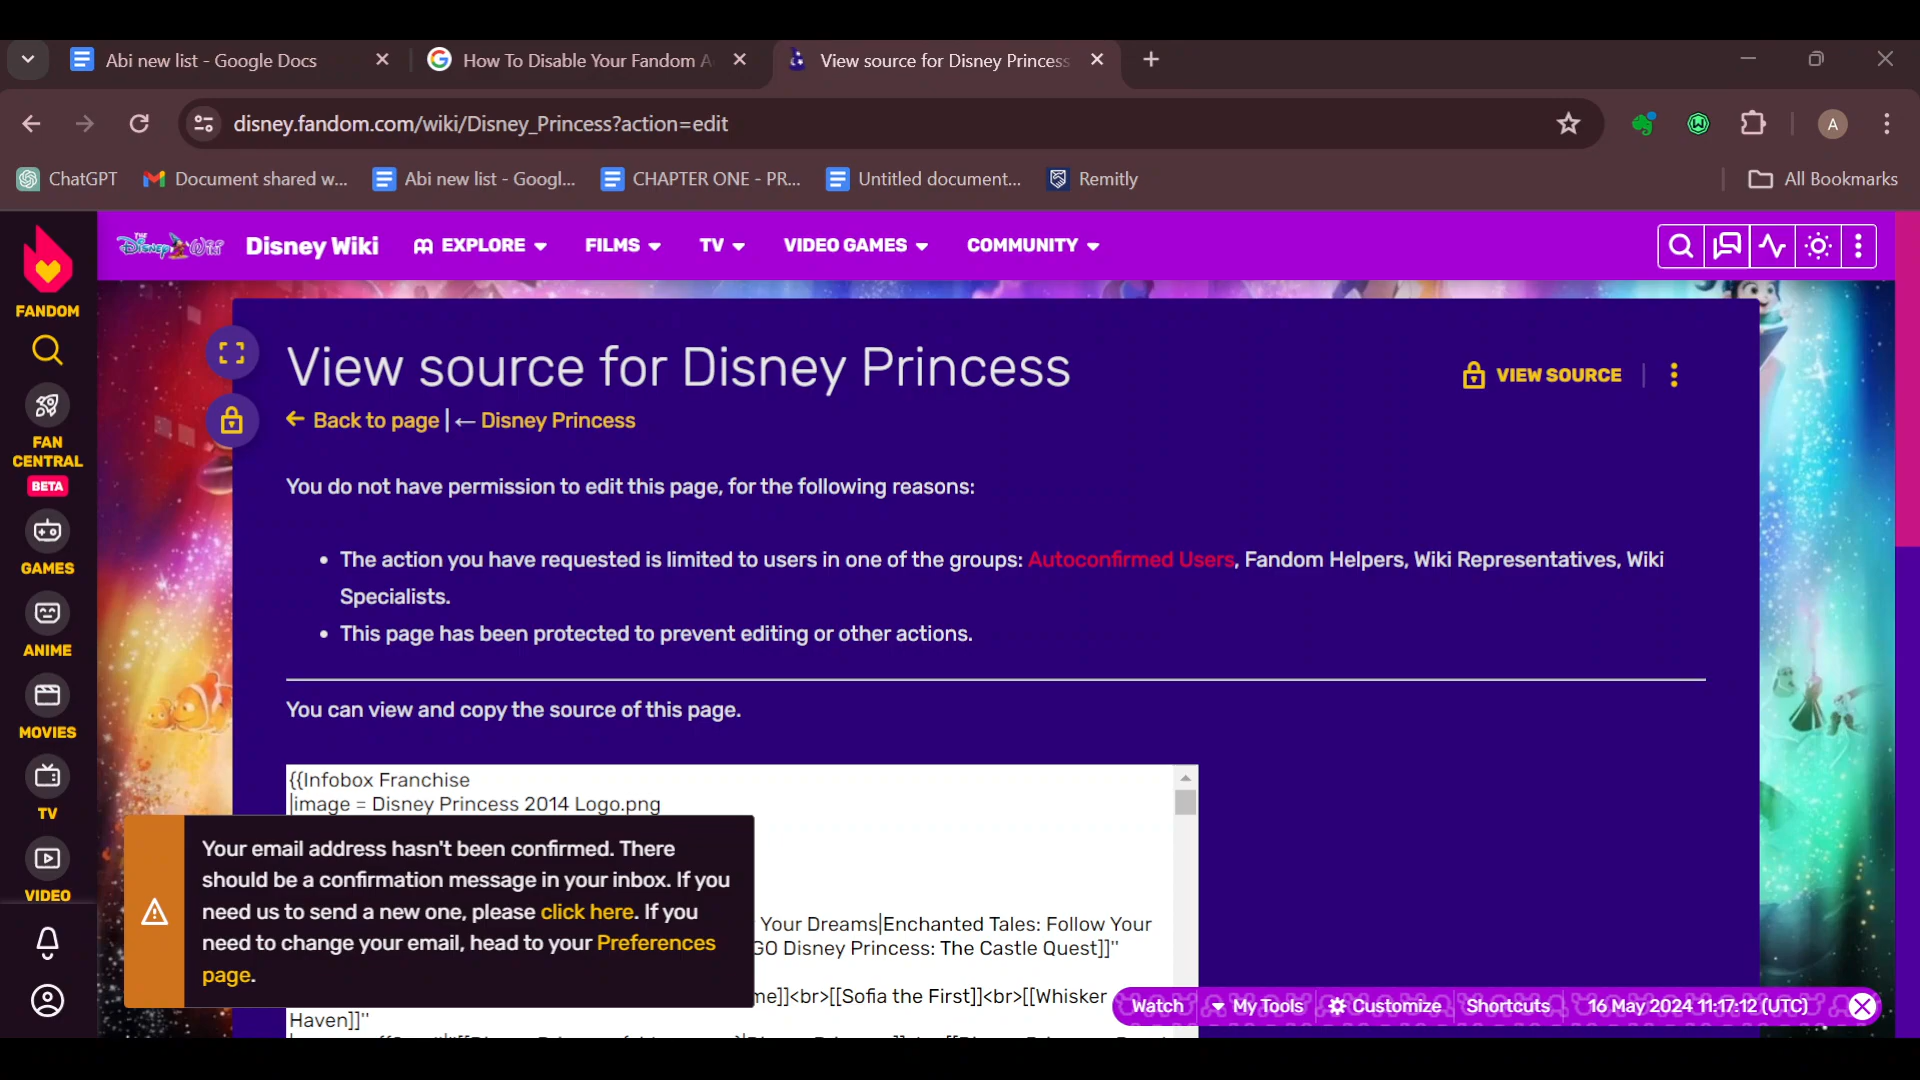 Abi new list - Google Docs
How To Disable Your Fandom A
View source for Disney Princess
disney.fandom.com/wiki/Disney_Princess?action=edit
A
ChatGPT
Document shared w...
Abi new list - Googl...
CHAPTER ONE - PR...
Untitled document...
Remitly
All Bookmarks
THE Disney Wiki
Disney Wiki
EXPLORE
FILMS
TV
VIDEO GAMES
COMMUNITY
FANDOM
FAN
CENTRAL
BETA
GAMES
ANIME
MOVIES
TV
VIDEO
View source for Disney Princess
VIEW SOURCE
← Back to page | ← Disney Princess
You do not have permission to edit this page, for the following reasons:
• The action you have requested is limited to users in one of the groups: Autoconfirmed Users, Fandom Helpers, Wiki Representatives, Wiki
Specialists.
• This page has been protected to prevent editing or other actions.
You can view and copy the source of this page.
{{Infobox Franchise
|image = Disney Princess 2014 Logo.png
Your Dreams|Enchanted Tales: Follow Your
GO Disney Princess: The Castle Quest]]''
me]]<br>[[Sofia the First]]<br>[[Whisker
Haven]]''
Your email address hasn't been confirmed. There
should be a confirmation message in your inbox. If you
need us to send a new one, please click here. If you
need to change your email, head to your Preferences
page.
Watch
My Tools
Customize
Shortcuts
16 May 2024 11:17:12 (UTC)